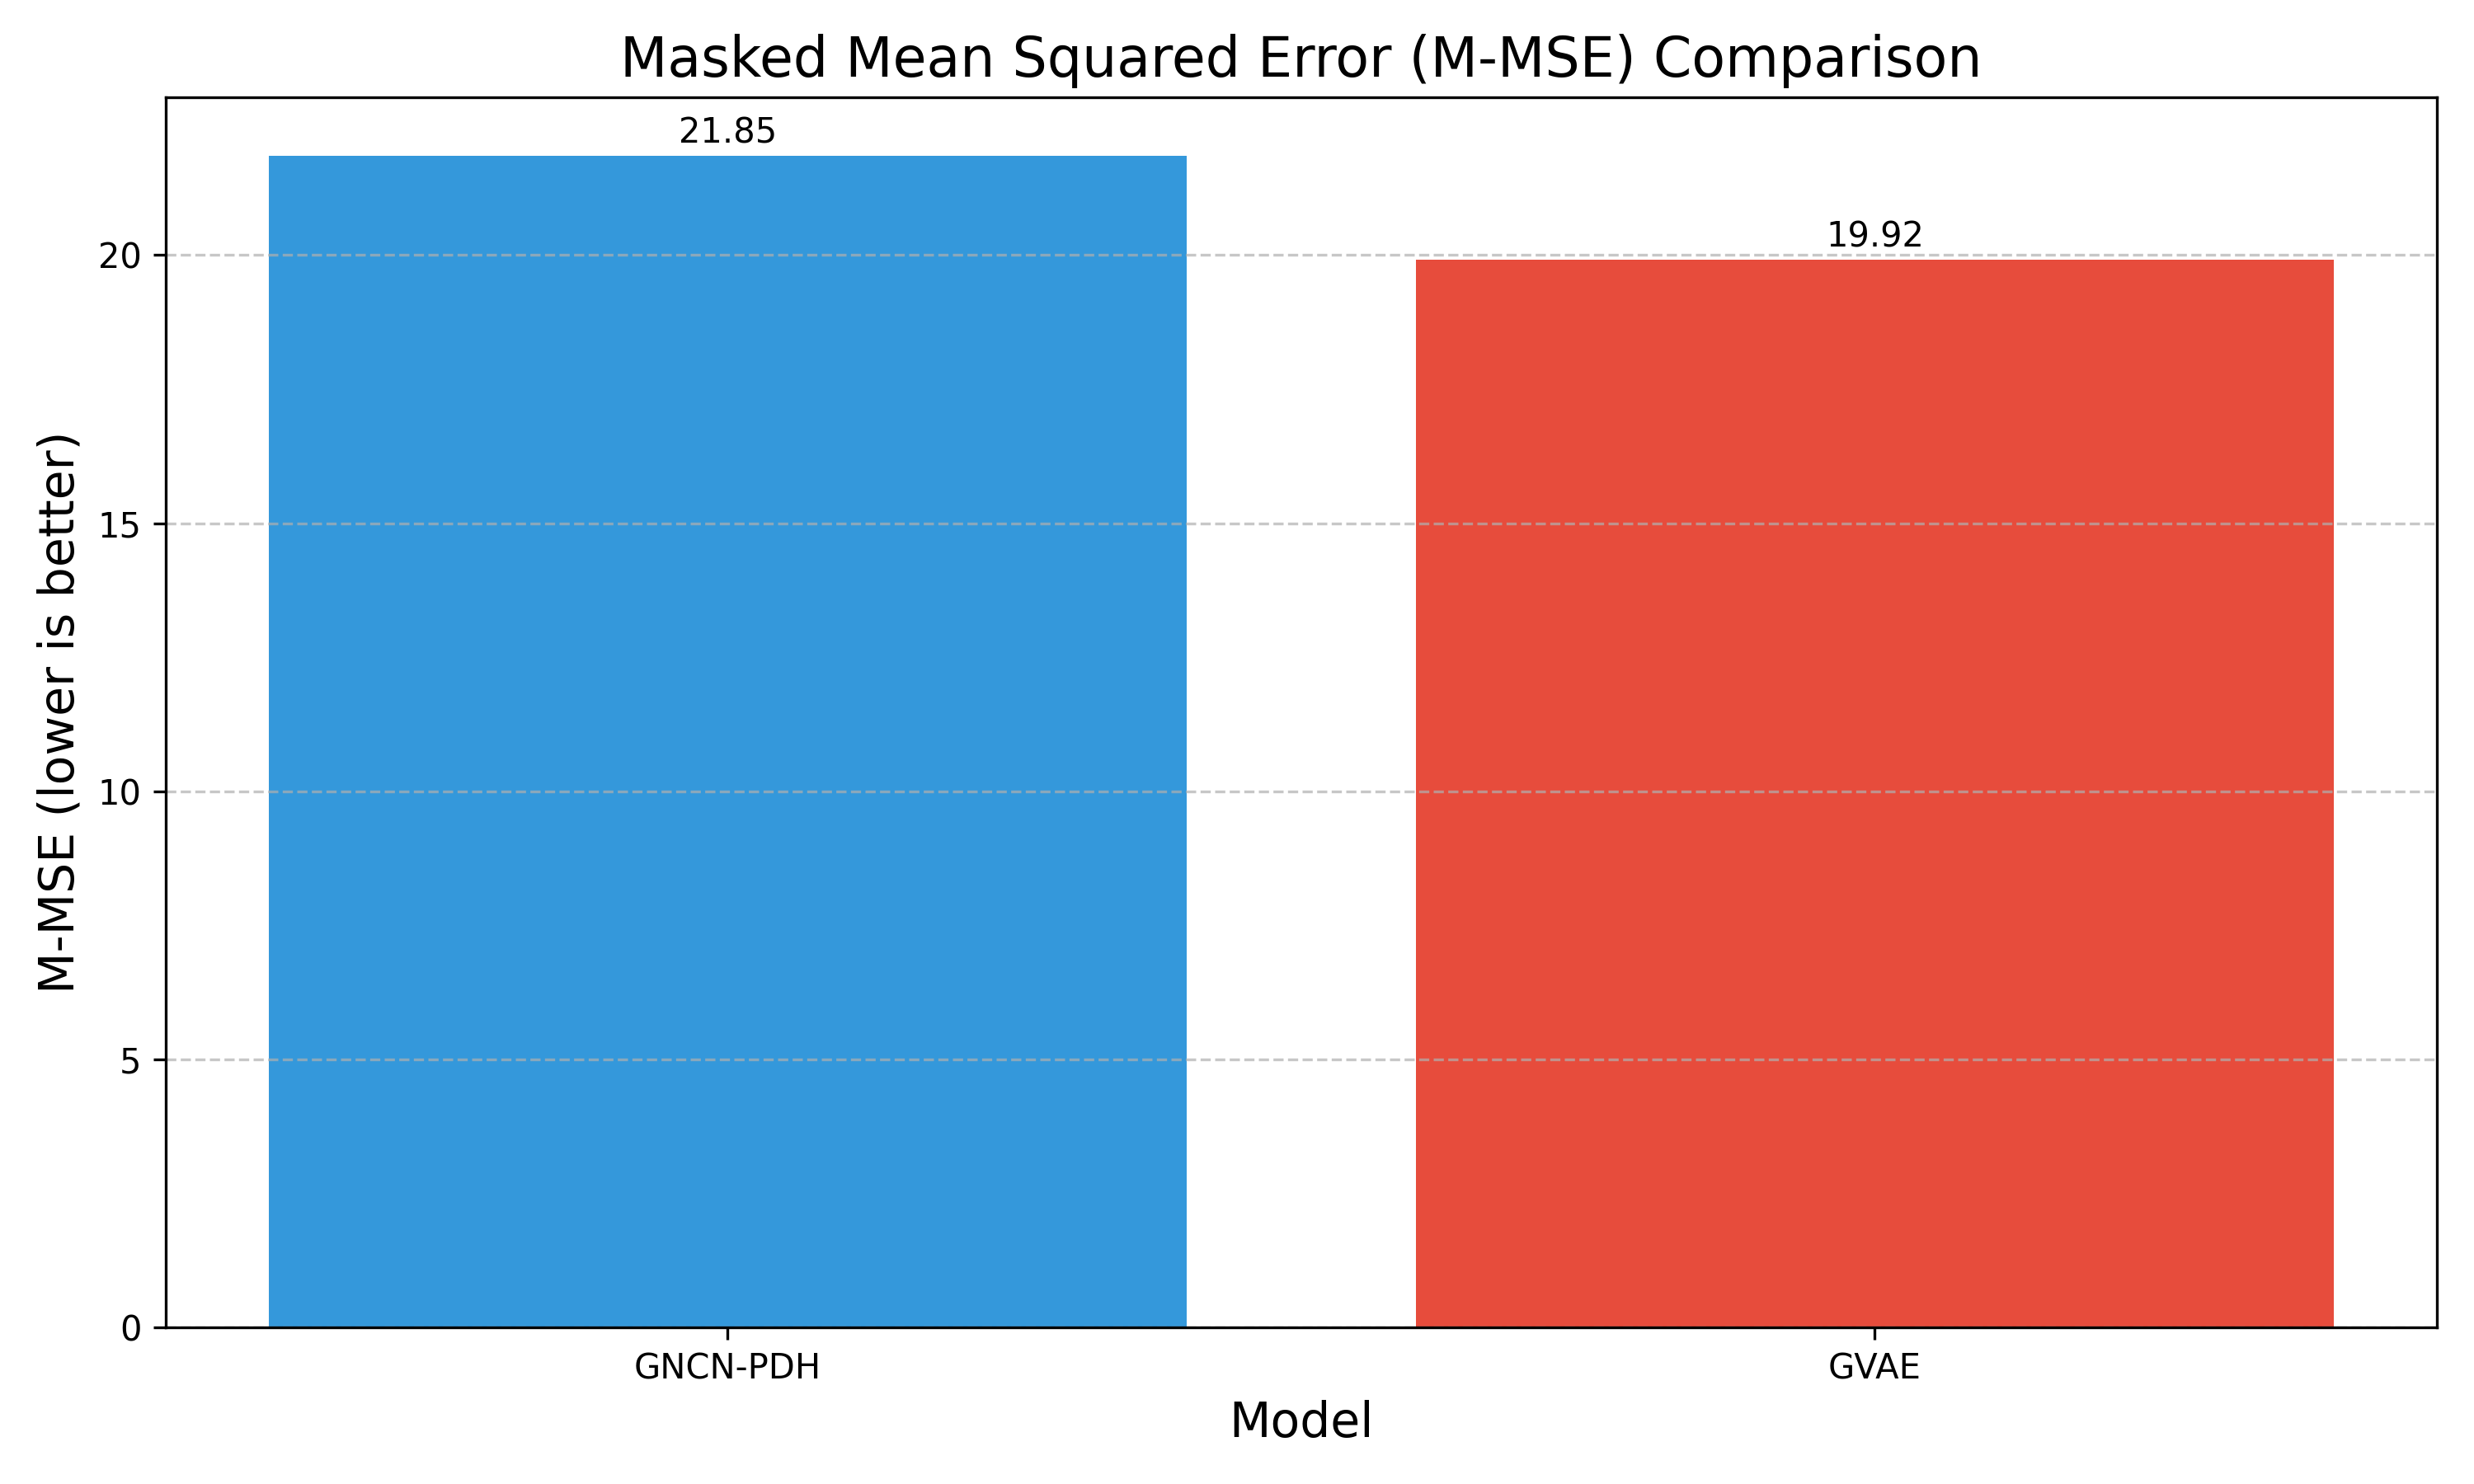 Masked Mean Squared Error (M-MSE) Comparison
21.85
19.92
20
15
10
5
0
M-MSE (lower is better)
GNCN-PDH
GVAE
Model